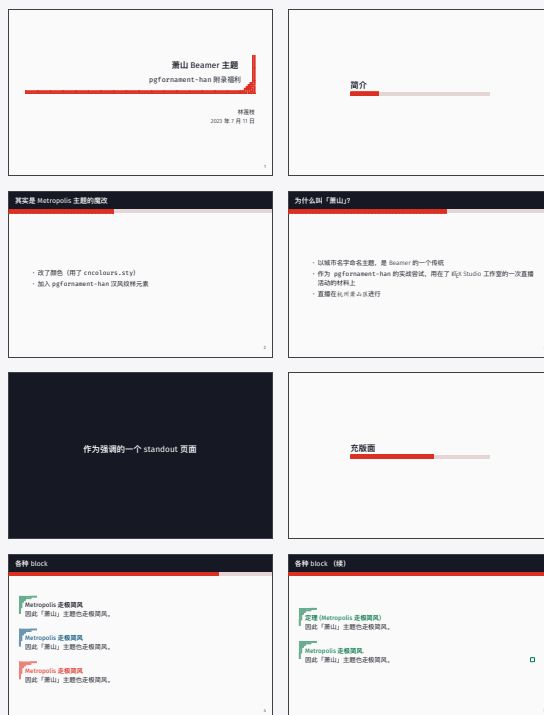 萧山 Beamer 主题
pgfornament-han 附录福利
林莲枝
2023 年 7 月 11 日
1
简介
其实是 Metropolis 主题的魔改
· 改了颜色（用了 cncolours.sty）
· 加入 pgfornament-han 汉风纹样元素
2
为什么叫「萧山」？
· 以城市名字命名主题，是 Beamer 的一个传统
· 作为 pgfornament-han 的实战尝试，用在了 LaTeX Studio 工作室的一次直播
活动的材料上
· 直播在杭州萧山区进行
作为强调的一个 standout 页面
充版面
各种 block
Metropolis 走极简风
因此「萧山」主题也走极简风。
Metropolis 走极简风
因此「萧山」主题也走极简风。
Metropolis 走极简风
因此「萧山」主题也走极简风。
各种 block （续）
定理 (Metropolis 走极简风)
因此「萧山」主题也走极简风。
Metropolis 走极简风.
因此「萧山」主题也走极简风。